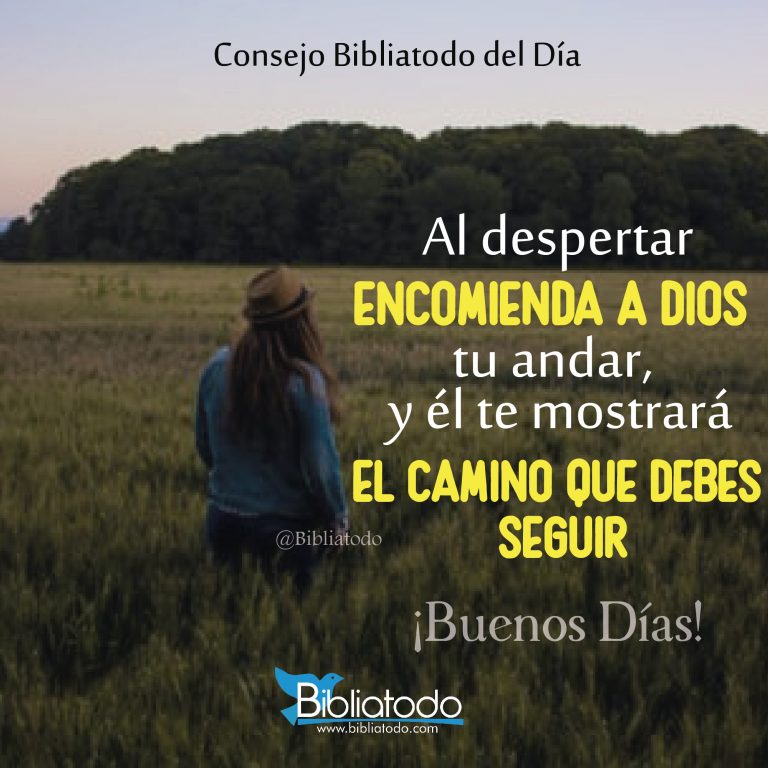 Consejo Bibliatodo del Día
Al despertar
ENCOMIENDA A DIOS
tu andar,
y él te mostrará
EL CAMINO QUE DEBES
SEGUIR
@Bibliatodo
¡Buenos Días!
Bibliatodo
www.bibliatodo.com